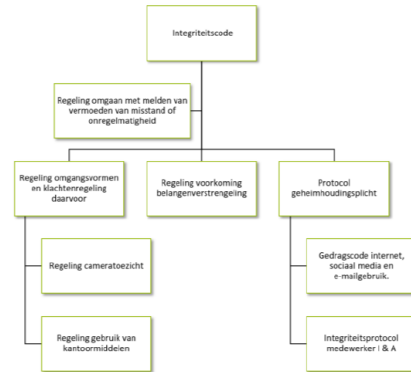 Integriteitscode
Regeling omgaan met melden van
vermoeden van misstand of
onregelmatigheid
Regeling omgangsvormen
en klachtenregeling
daarvoor
Regeling voorkoming
belangenverstrengeling
Protocol
geheimhoudingsplicht
Regeling cameratoezicht
Gedragscode internet,
sociaal media en
e-mailgebruik.
Regeling gebruik van
kantoormiddelen
Integriteitsprotocol
medewerker I & A